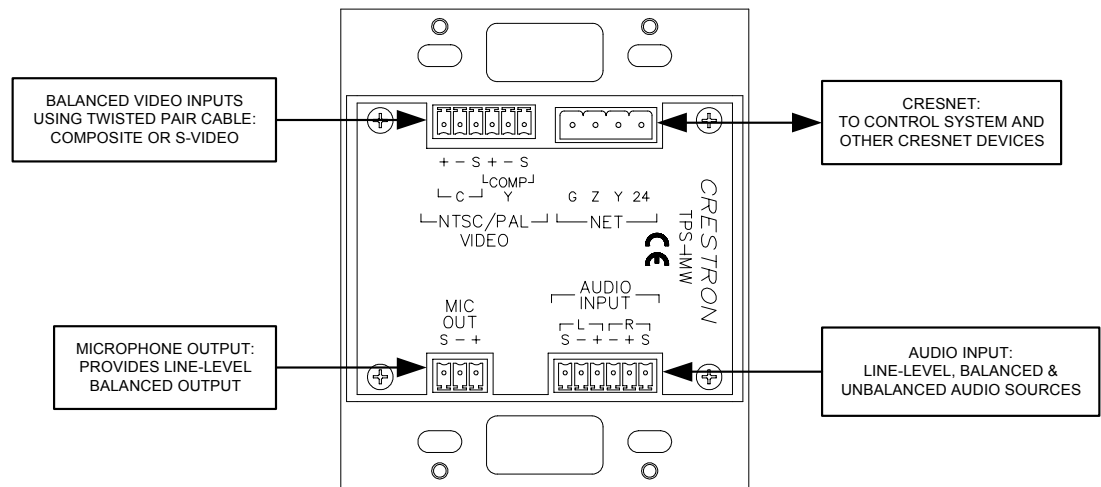 BALANCED VIDEO INPUTS
USING TWISTED PAIR CABLE:
COMPOSITE OR S-VIDEO
CRESNET:
TO CONTROL SYSTEM AND
OTHER CRESNET DEVICES
+ – S + – S
COMP
C Y
NTSC/PAL
VIDEO
G Z Y 24
NET
CRESTRON
TPS-IMW
CE
MIC
OUT
S – +
AUDIO
INPUT
L R
S – + – + S
MICROPHONE OUTPUT:
PROVIDES LINE-LEVEL
BALANCED OUTPUT
AUDIO INPUT:
LINE-LEVEL, BALANCED &
UNBALANCED AUDIO SOURCES